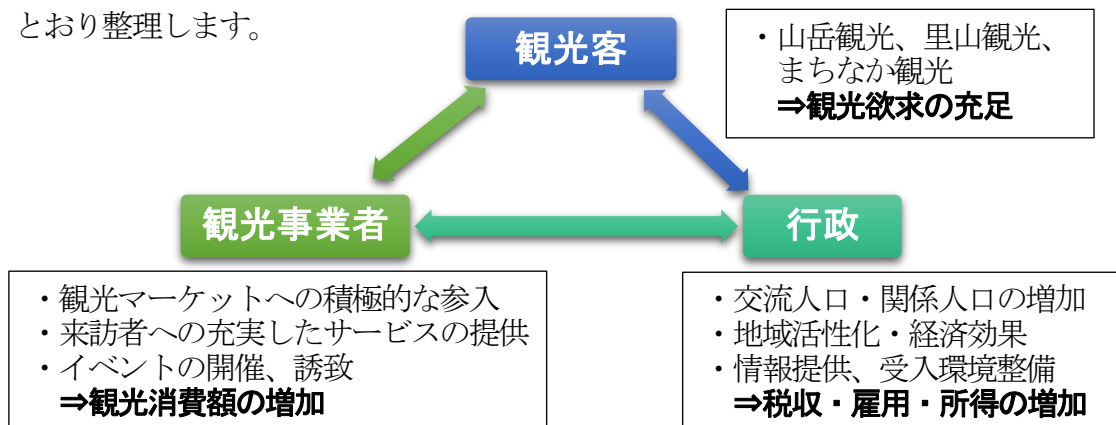 とおり整理します。
観光客
・山岳観光、里山観光、
まちなか観光
⇒観光欲求の充足
観光事業者
行政
・観光マーケットへの積極的な参入
・来訪者への充実したサービスの提供
・イベントの開催、誘致
⇒観光消費額の増加
・交流人口・関係人口の増加
・地域活性化・経済効果
・情報提供、受入環境整備
⇒税収・雇用・所得の増加